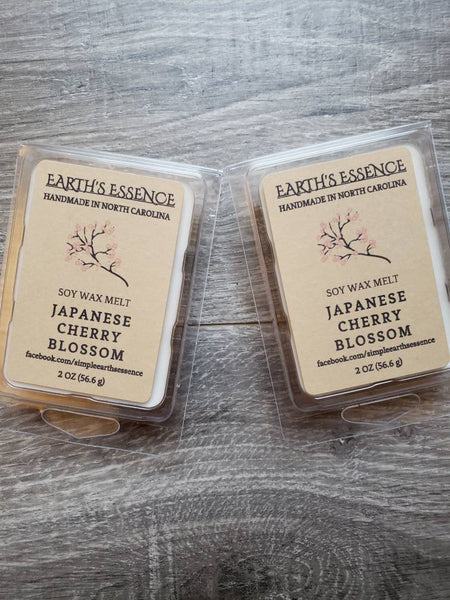 EARTH'S ESSENCE
HANDMADE IN NORTH CAROLINA
SOY WAX MELT
JAPANESE
CHERRY
BLOSSOM
facebook.com/simpleearthsessence
2 OZ (56.6 g)
EARTH'S ESSENCE
HANDMADE IN NORTH CAROLINA
SOY WAX MELT
JAPANESE
CHERRY
BLOSSOM
facebook.com/simpleearthsessence
2 OZ (56.6 g)